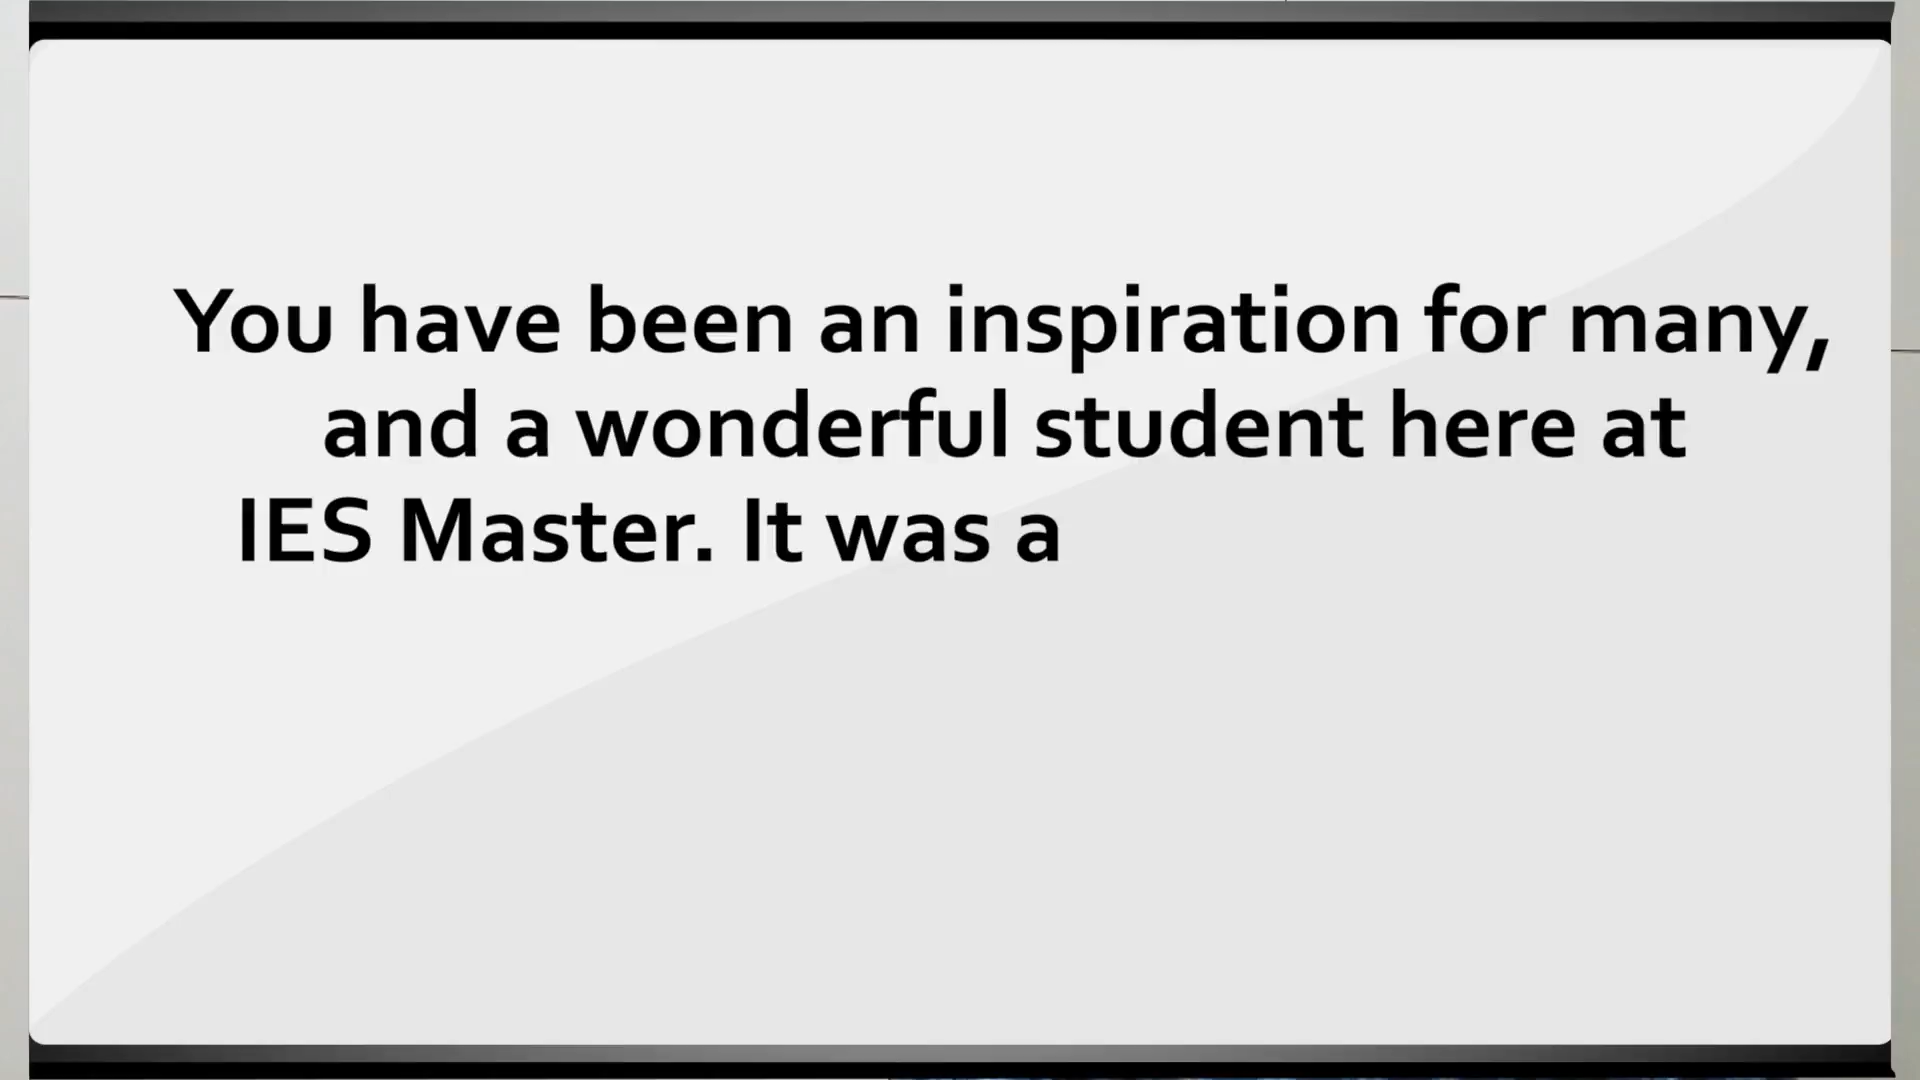 You have been an inspiration for many,
and a wonderful student here at
IES Master. It was a